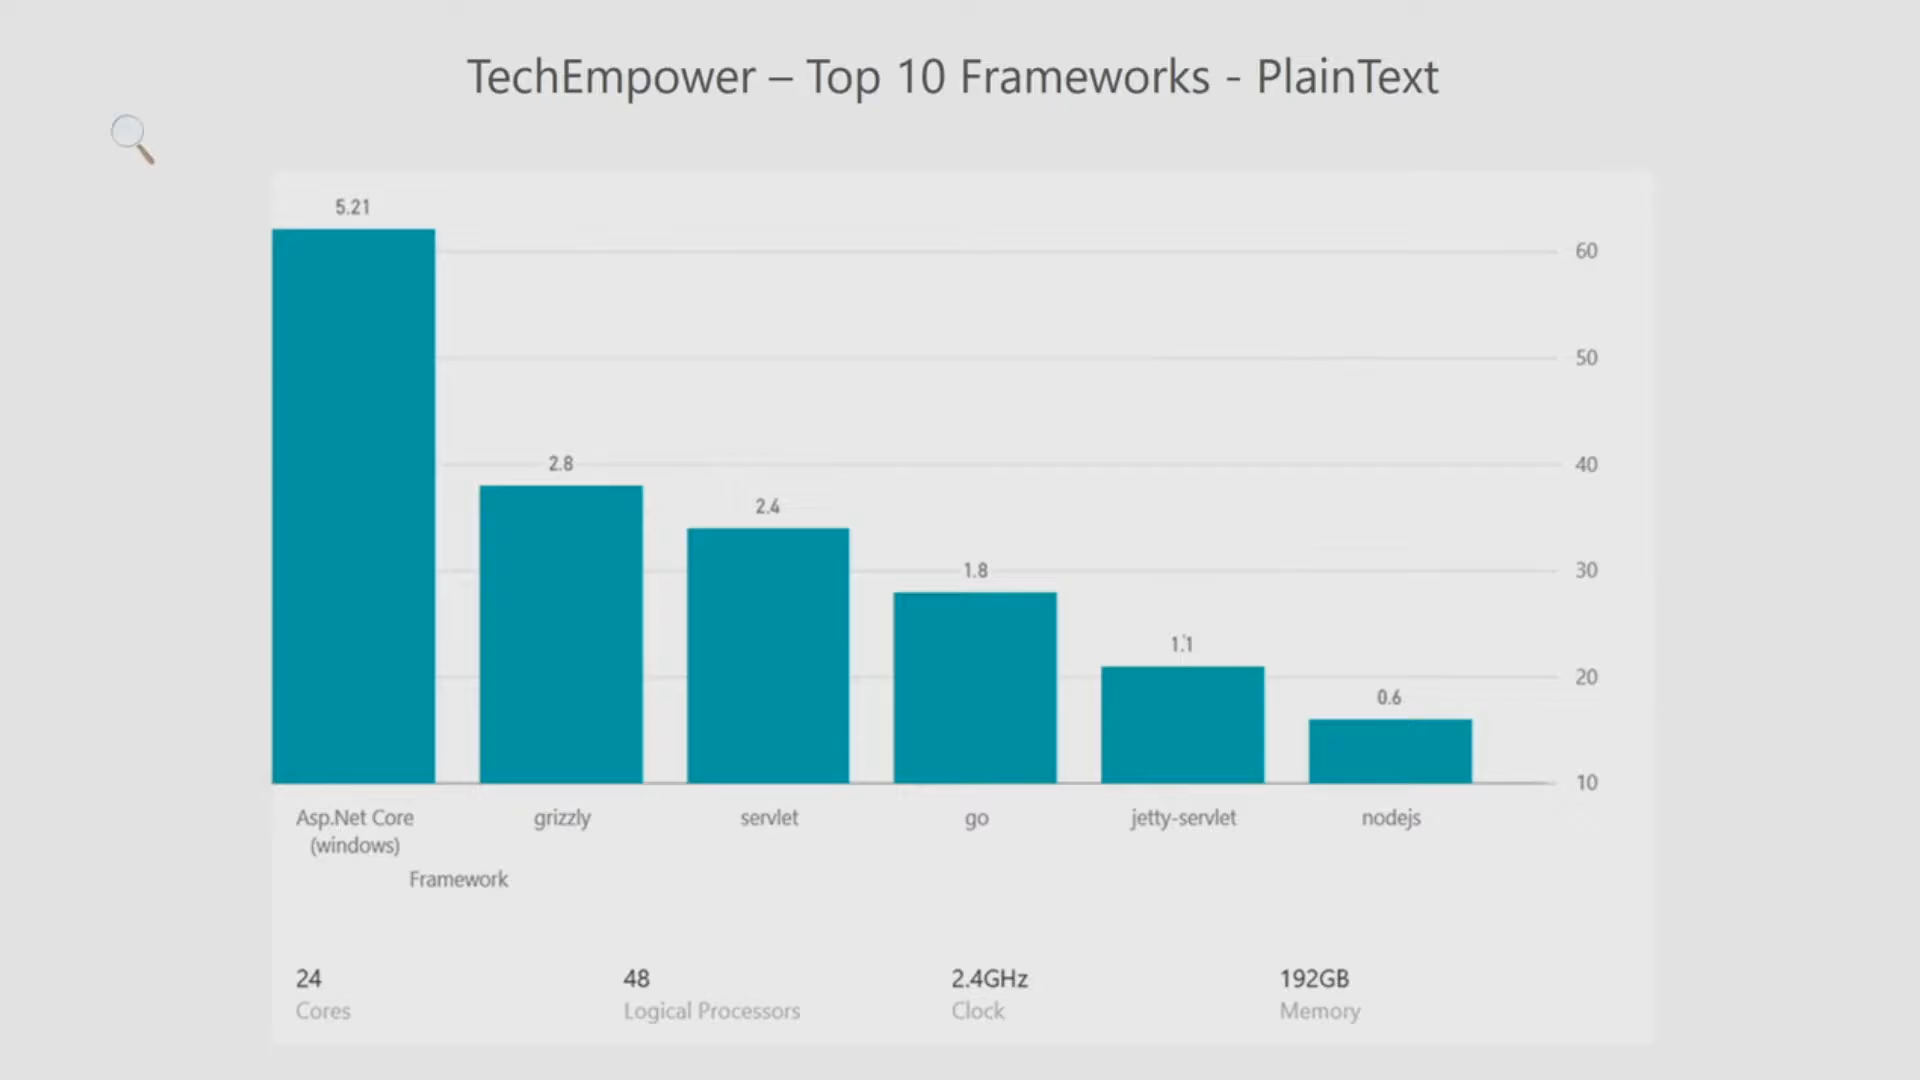 TechEmpower – Top 10 Frameworks - PlainText
5.21
60
50
2.8
40
2.4
1.8
30
1.1
20
0.6
10
Asp.Net Core
(windows)
grizzly
servlet
go
jetty-servlet
nodejs
Framework
24
Cores
48
Logical Processors
2.4GHz
Clock
192GB
Memory